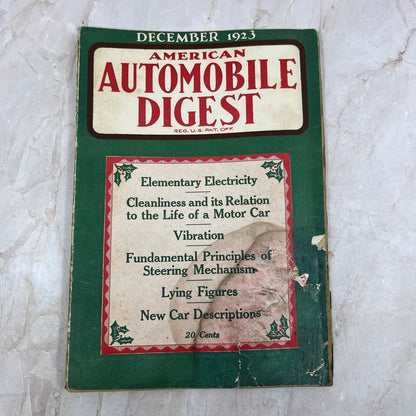 DECEMBER 1923
AMERICAN
AUTOMOBILE
DIGEST
REG. U.S. PAT. OFF.
Elementary Electricity
Cleanliness and its Relation
to the Life of a Motor Car
Vibration
Fundamental Principles of
Steering Mechanism
Lying Figures
New Car Descriptions
20 Cents